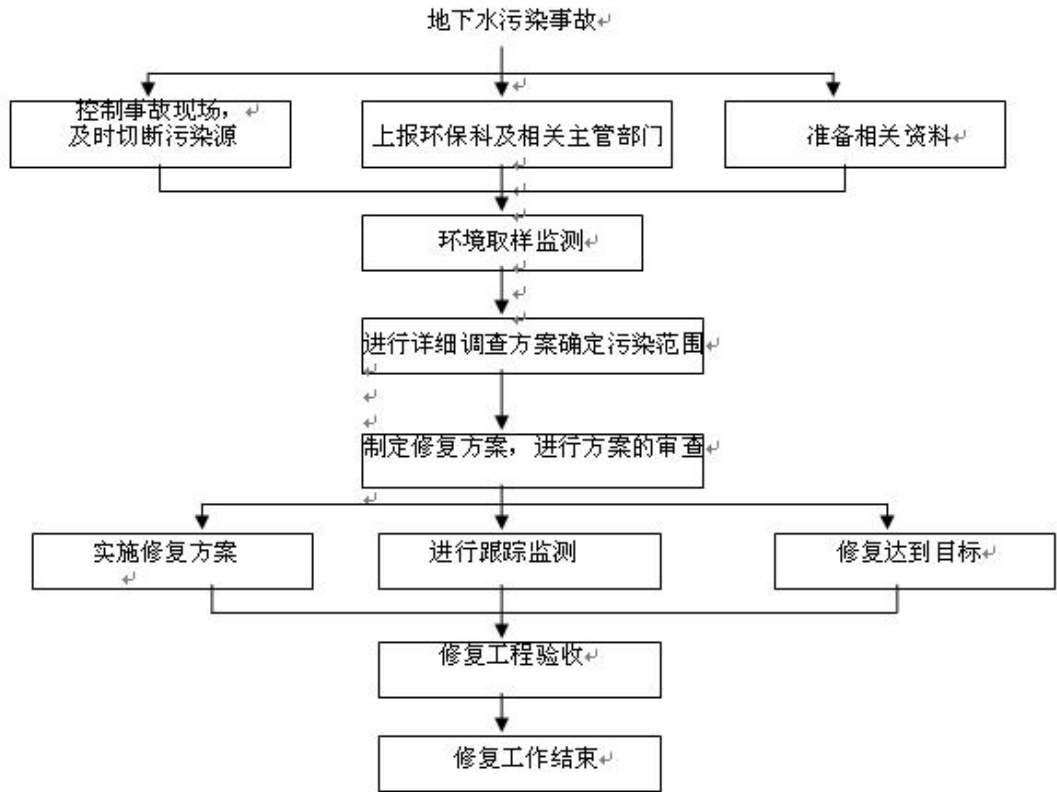 地下水污染事故
控制事故现场，
及时切断污染源
上报环保科及相关主管部门
准备相关资料
环境取样监测
进行详细调查方案确定污染范围
制定修复方案，进行方案的审查
实施修复方案
进行跟踪监测
修复达到目标
修复工程验收
修复工作结束